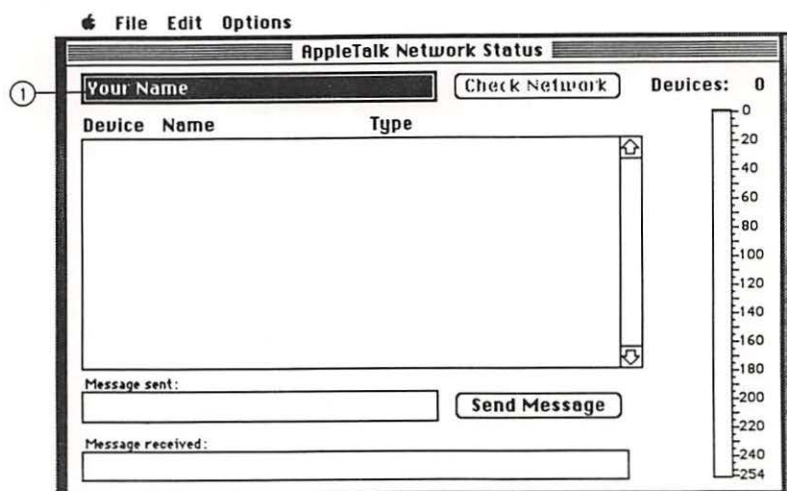 File Edit Options
AppleTalk Network Status
1
Your Name
Check Network
Devices: 0
Device Name Type
0
20
40
60
80
100
120
140
160
180
200
220
240
254
Message sent:
Send Message
Message received: